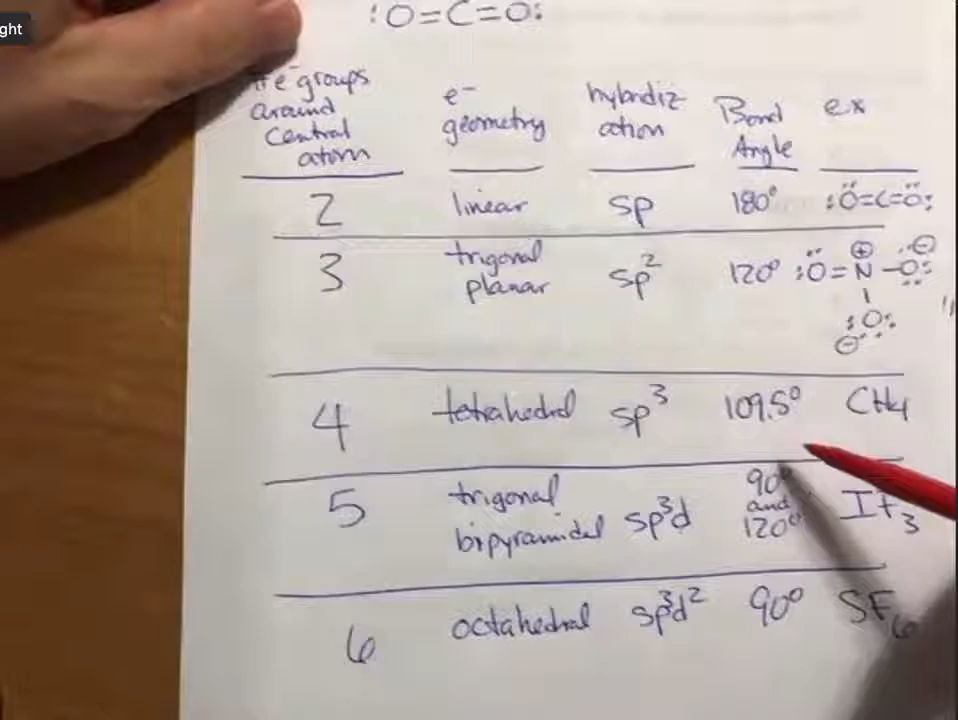 ght
:O=C=O:
# e⁻ groups around central atom
e⁻ geometry
hybridization
Bond Angle
ex
2 linear sp 180° :Ö=C=Ö:
3 trigonal planar sp² 120° :Ö=N⊕-Ö:⊖
:Ö:⊖
4 tetrahedral sp³ 109.5° CH4
5 trigonal bipyramidal sp³d 90° and 120° IF3
6 octahedral sp³d² 90° SF6